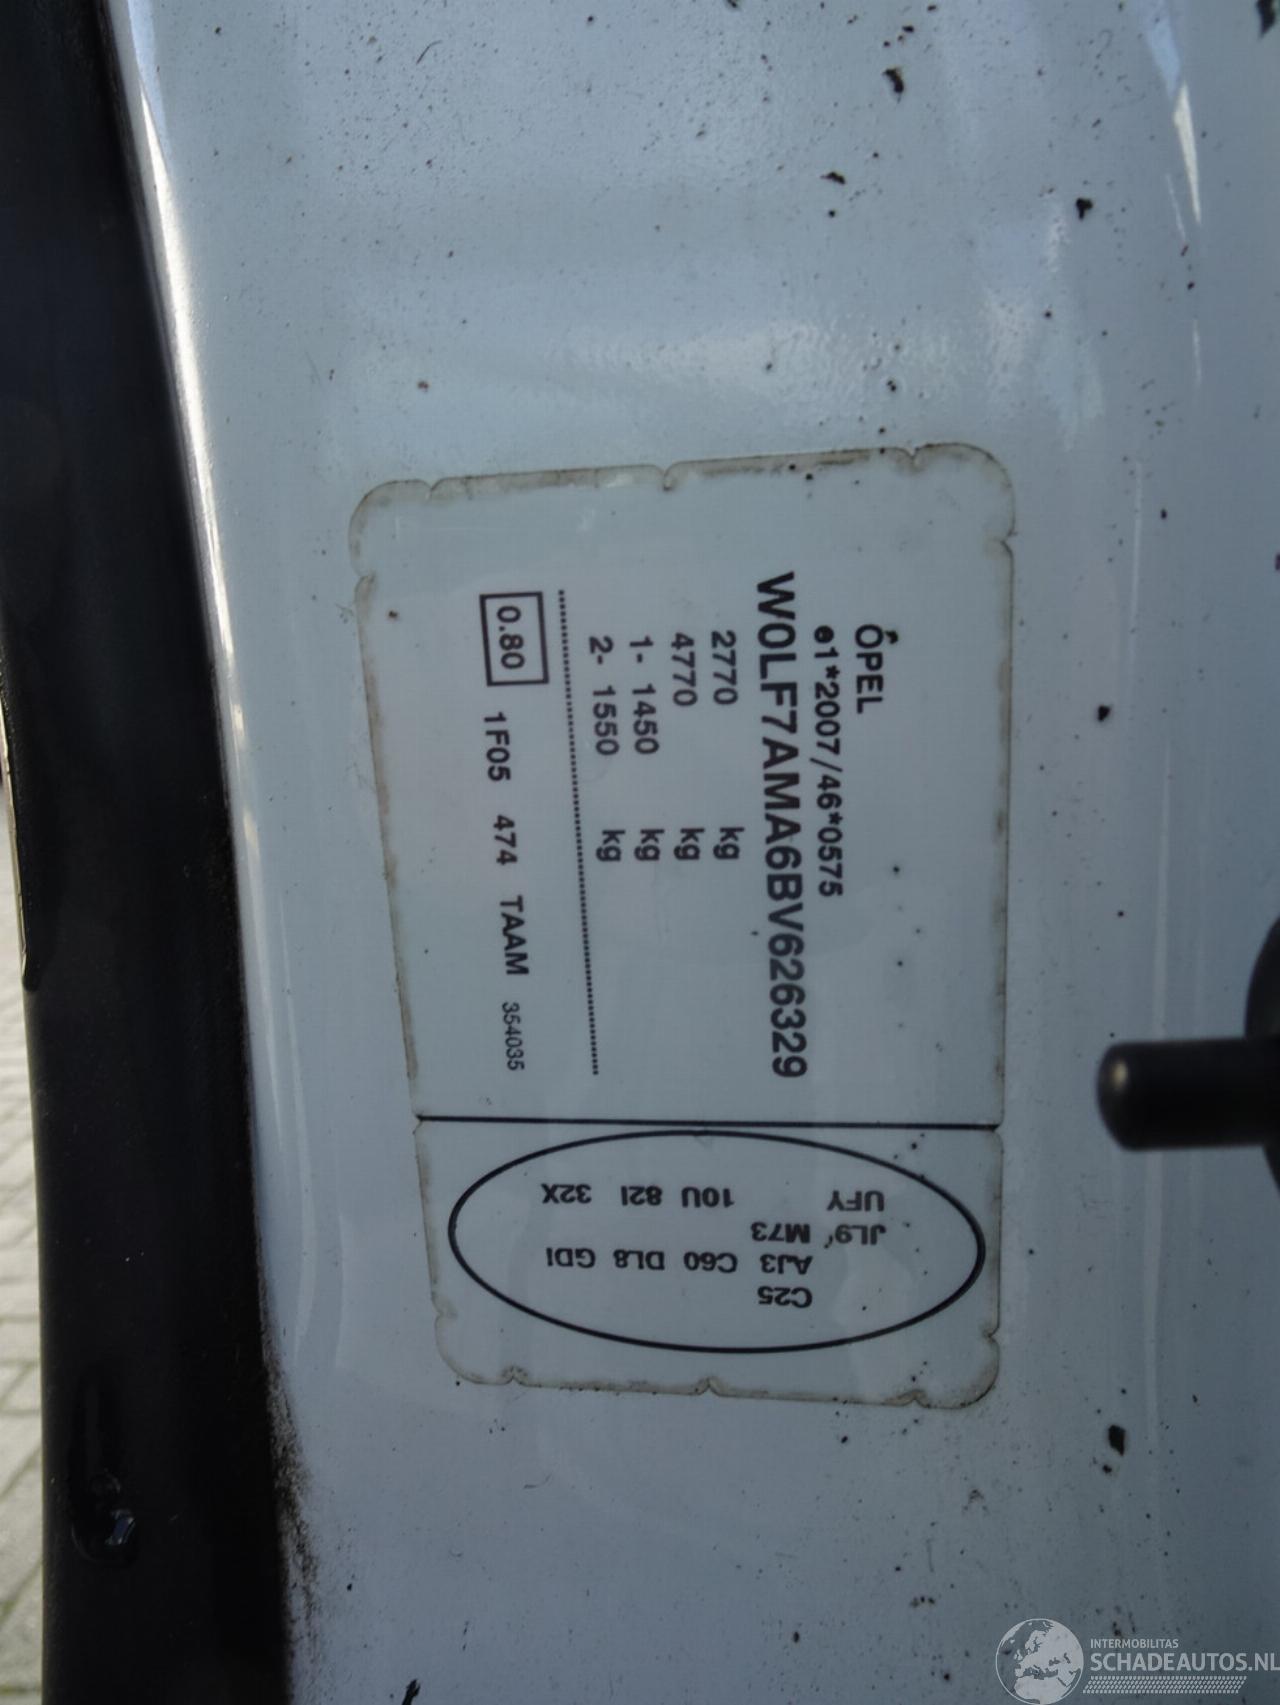 OPEL
e1*2007/46*0575
W0LF7AMA6BV626329
2770 kg
4770 kg
1- 1450 kg
2- 1550 kg
0.80 1F05 474 TAAM 354035
C25
AJ3 C60 DL8 GDI
JL9 M73
UFY 10U 82I 32X
INTERMOBILITAS
SCHADEAUTOS.NL